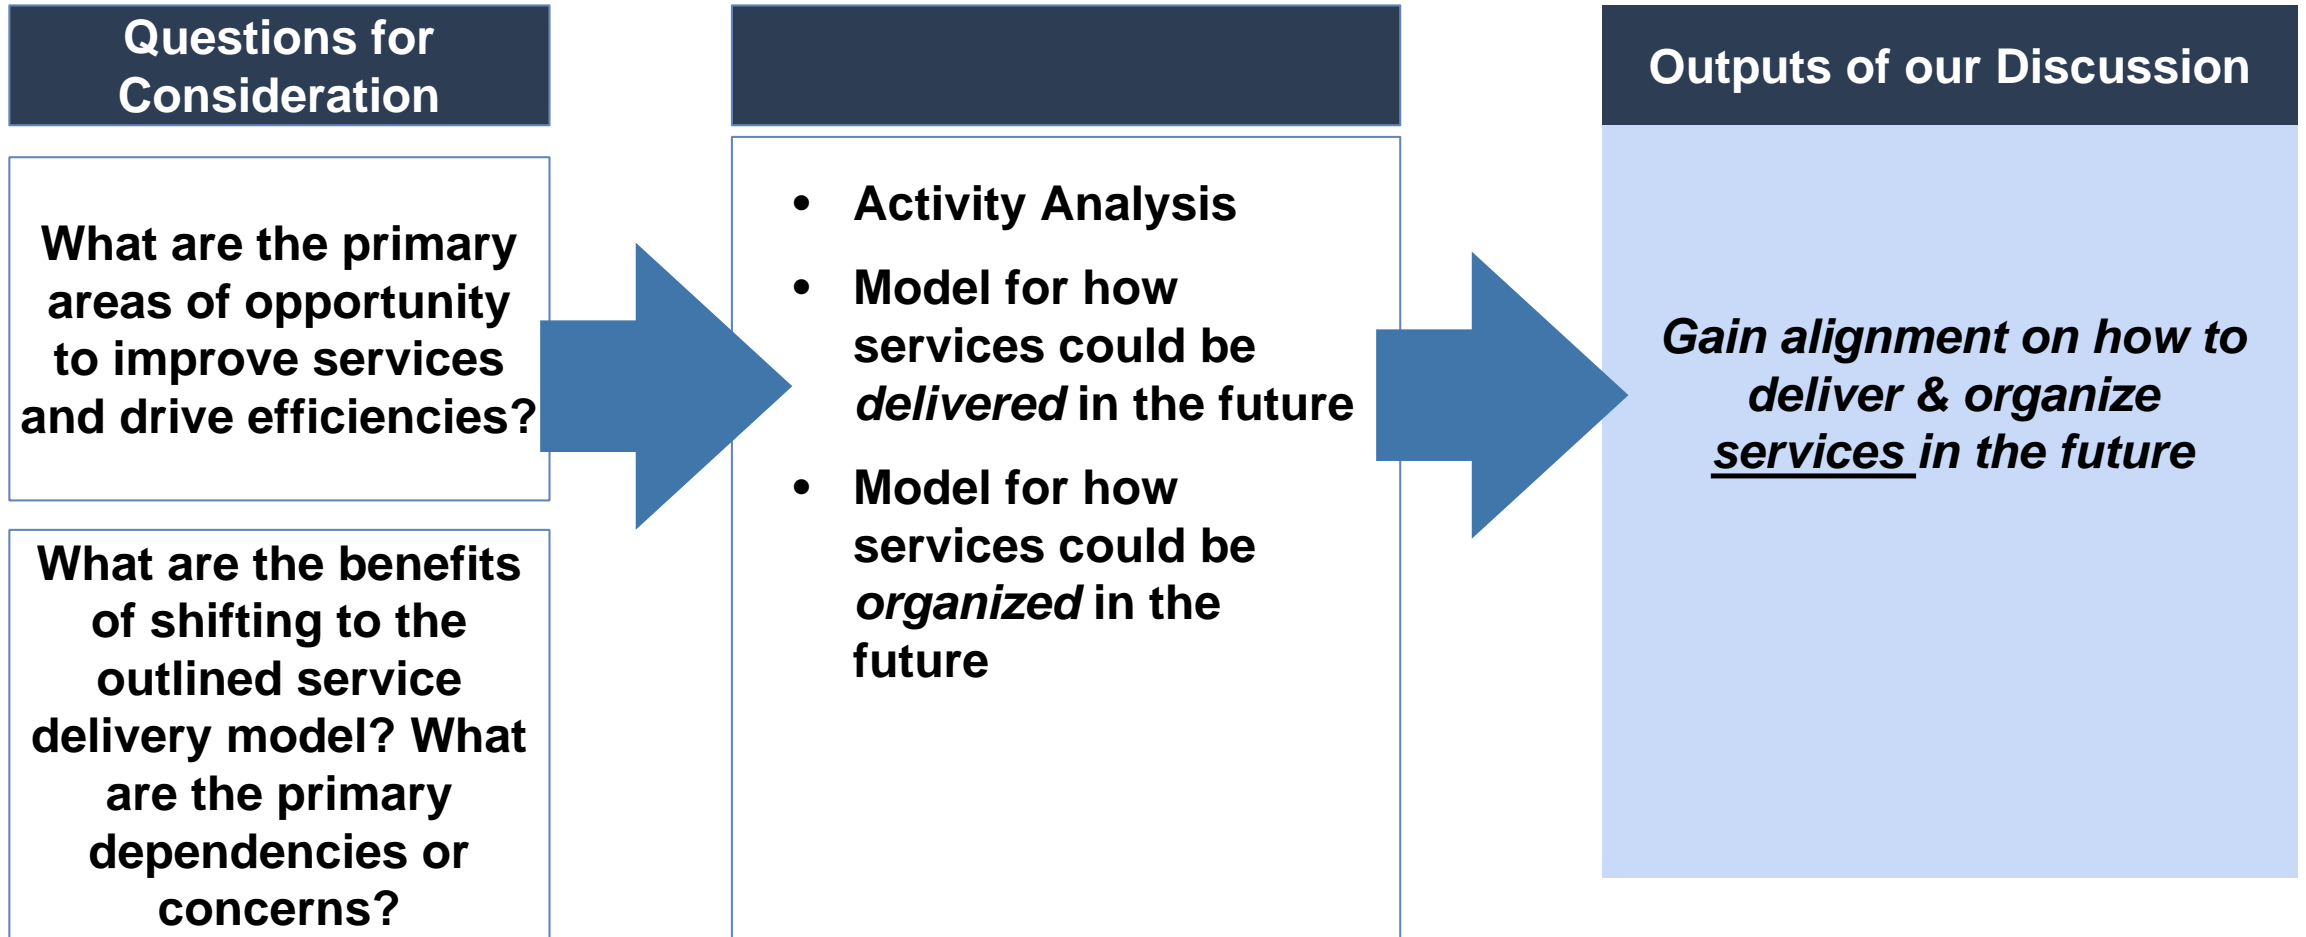 Questions for
Consideration
What are the primary
areas of opportunity
to improve services
and drive efficiencies?
What are the benefits
of shifting to the
outlined service
delivery model? What
are the primary
dependencies or
concerns?
• Activity Analysis
• Model for how
services could be
delivered in the future
• Model for how
services could be
organized in the
future
Outputs of our Discussion
Gain alignment on how to
deliver & organize
services in the future